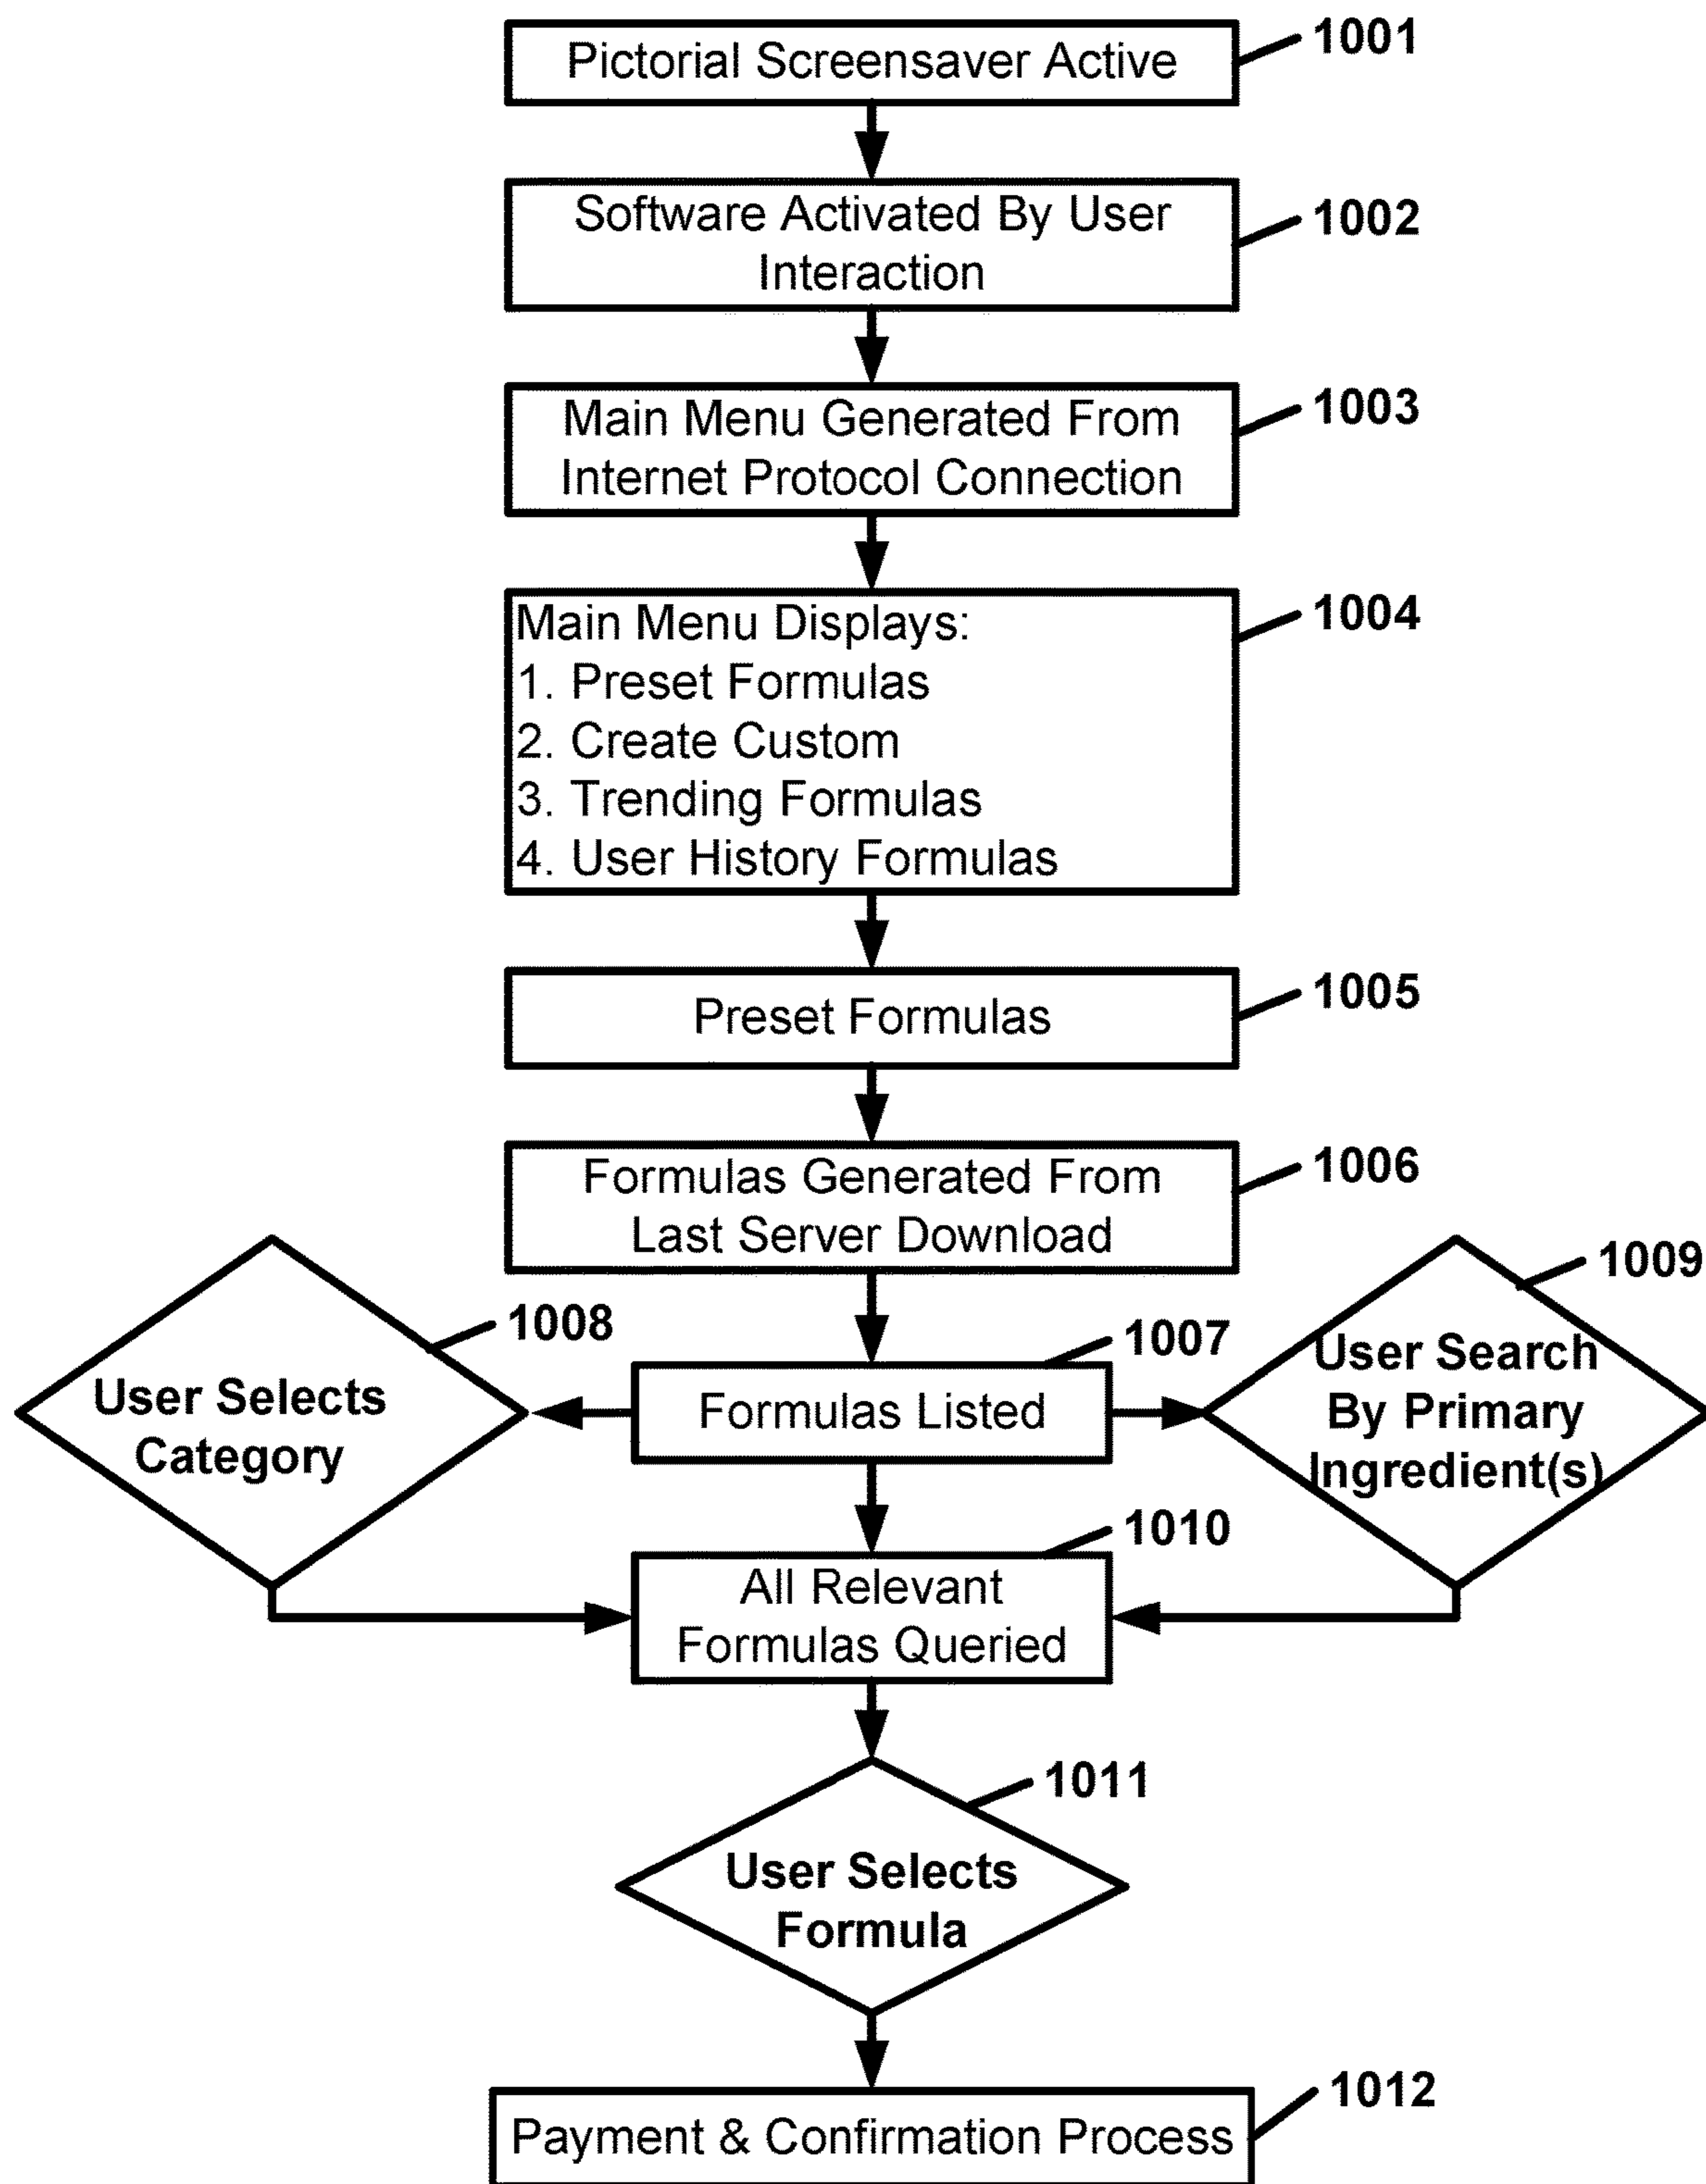 Pictorial Screensaver Active
1001
Software Activated By User
Interaction
1002
Main Menu Generated From
Internet Protocol Connection
1003
Main Menu Displays:
1. Preset Formulas
2. Create Custom
3. Trending Formulas
4. User History Formulas
1004
Preset Formulas
1005
Formulas Generated From
Last Server Download
1006
User Selects
Category
1008
Formulas Listed
1007
User Search
By Primary
Ingredient(s)
1009
All Relevant
Formulas Queried
1010
User Selects
Formula
1011
Payment & Confirmation Process
1012